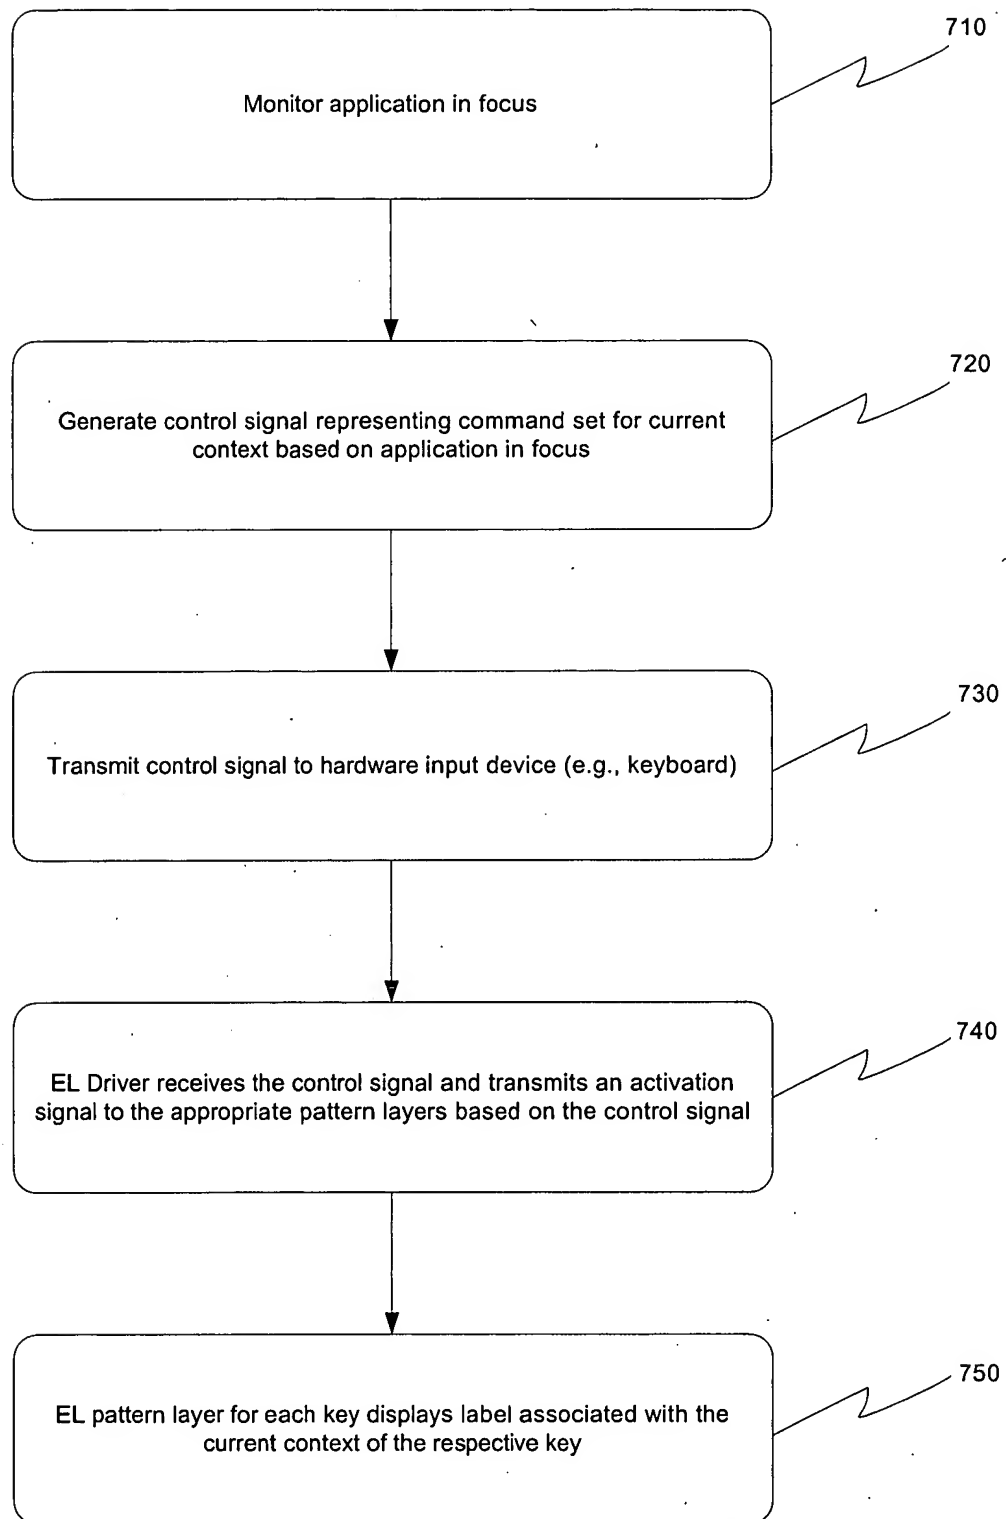 710
Monitor application in focus
720
Generate control signal representing command set for current
context based on application in focus
730
Transmit control signal to hardware input device (e.g., keyboard)
740
EL Driver receives the control signal and transmits an activation
signal to the appropriate pattern layers based on the control signal
750
EL pattern layer for each key displays label associated with the
current context of the respective key